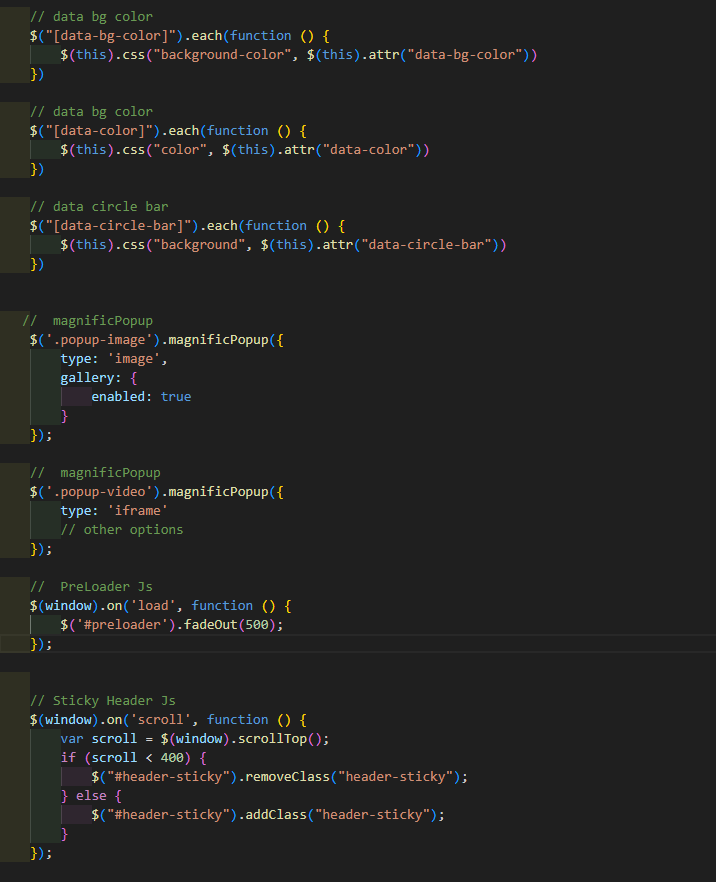 // data bg color
$("[data-bg-color]").each(function () {
    $(this).css("background-color", $(this).attr("data-bg-color"))
})

// data bg color
$("[data-color]").each(function () {
    $(this).css("color", $(this).attr("data-color"))
})

// data circle bar
$("[data-circle-bar]").each(function () {
    $(this).css("background", $(this).attr("data-circle-bar"))
})


//  magnificPopup
$('.popup-image').magnificPopup({
    type: 'image',
    gallery: {
        enabled: true
    }
});

//  magnificPopup
$('.popup-video').magnificPopup({
    type: 'iframe'
    // other options
});

//  PreLoader Js
$(window).on('load', function () {
    $('#preloader').fadeOut(500);
});


// Sticky Header Js
$(window).on('scroll', function () {
    var scroll = $(window).scrollTop();
    if (scroll < 400) {
        $("#header-sticky").removeClass("header-sticky");
    } else {
        $("#header-sticky").addClass("header-sticky");
    }
});